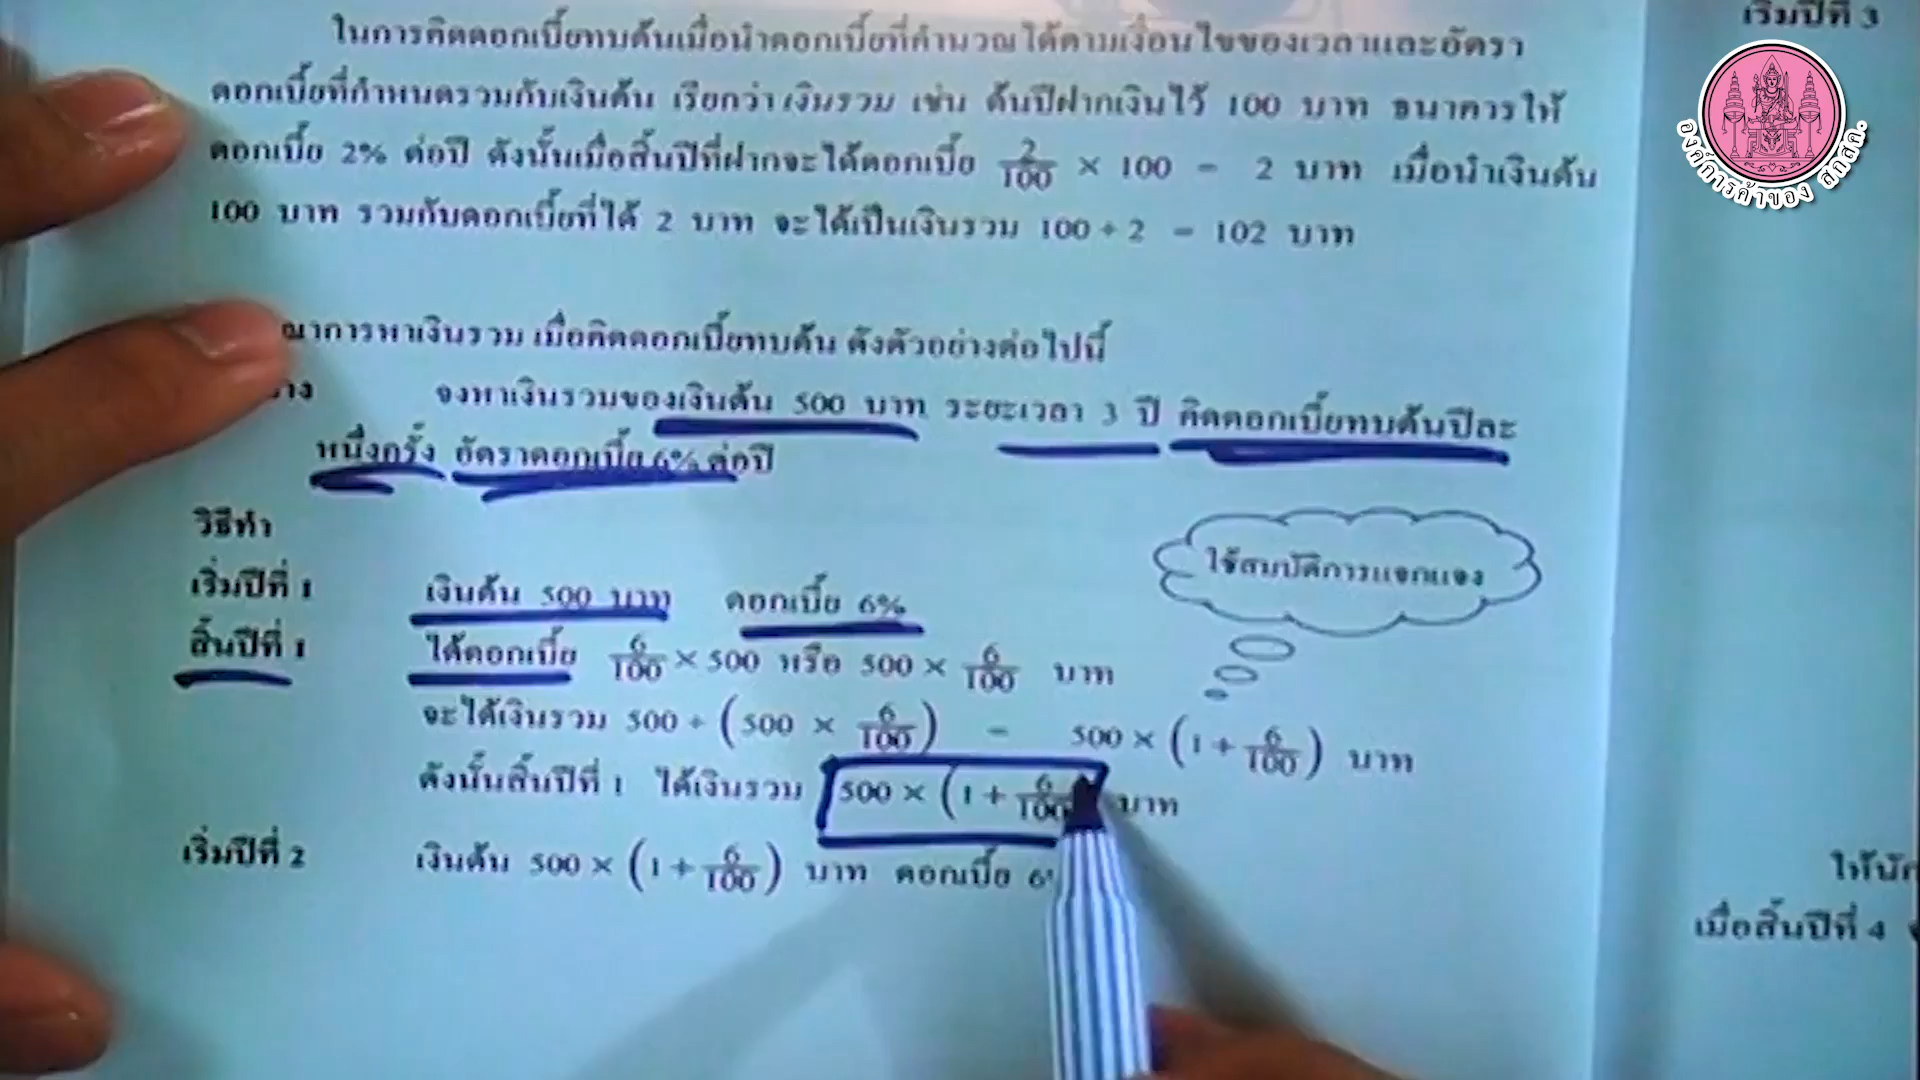 ในการคิดดอกเบี้ยทบต้นเมื่อนำดอกเบี้ยที่คำนวณได้ตามเงื่อนไขของเวลาและอัตรา
ดอกเบี้ยที่กำหนดรวมกับเงินต้น เรียกว่าเงินรวม เช่น ต้นปีฝากเงินไว้ 100 บาท ธนาคารให้
ดอกเบี้ย 2% ต่อปี ดังนั้นเมื่อสิ้นปีที่ฝากจะได้ดอกเบี้ย 2/100 × 100 = 2 บาท เมื่อนำเงินต้น
100 บาท รวมกับดอกเบี้ยที่ได้ 2 บาท จะได้เป็นเงินรวม 100 + 2 = 102 บาท
ณาการหาเงินรวม เมื่อคิดดอกเบี้ยทบต้น ดังตัวอย่างต่อไปนี้
าง จงหาเงินรวมของเงินต้น 500 บาท ระยะเวลา 3 ปี คิดดอกเบี้ยทบต้นปีละ
หนึ่งครั้ง อัตราดอกเบี้ย 6% ต่อปี
วิธีทำ
ใช้สมบัติการแจกแจง
เริ่มปีที่ 1 เงินต้น 500 บาท ดอกเบี้ย 6%
สิ้นปีที่ 1 ได้ดอกเบี้ย 6/100 × 500 หรือ 500 × 6/100 บาท
จะได้เงินรวม 500 + (500 × 6/100) = 500 × (1 + 6/100) บาท
ดังนั้นสิ้นปีที่ 1 ได้เงินรวม 500 × (1 + 6/100 บาท
เริ่มปีที่ 2 เงินต้น 500 × (1 + 6/100) บาท ดอกเบี้ย 6
เริ่มปีที่ 3
องค์การค้าของ สกสค.
ให้นัก
เมื่อสิ้นปีที่ 4